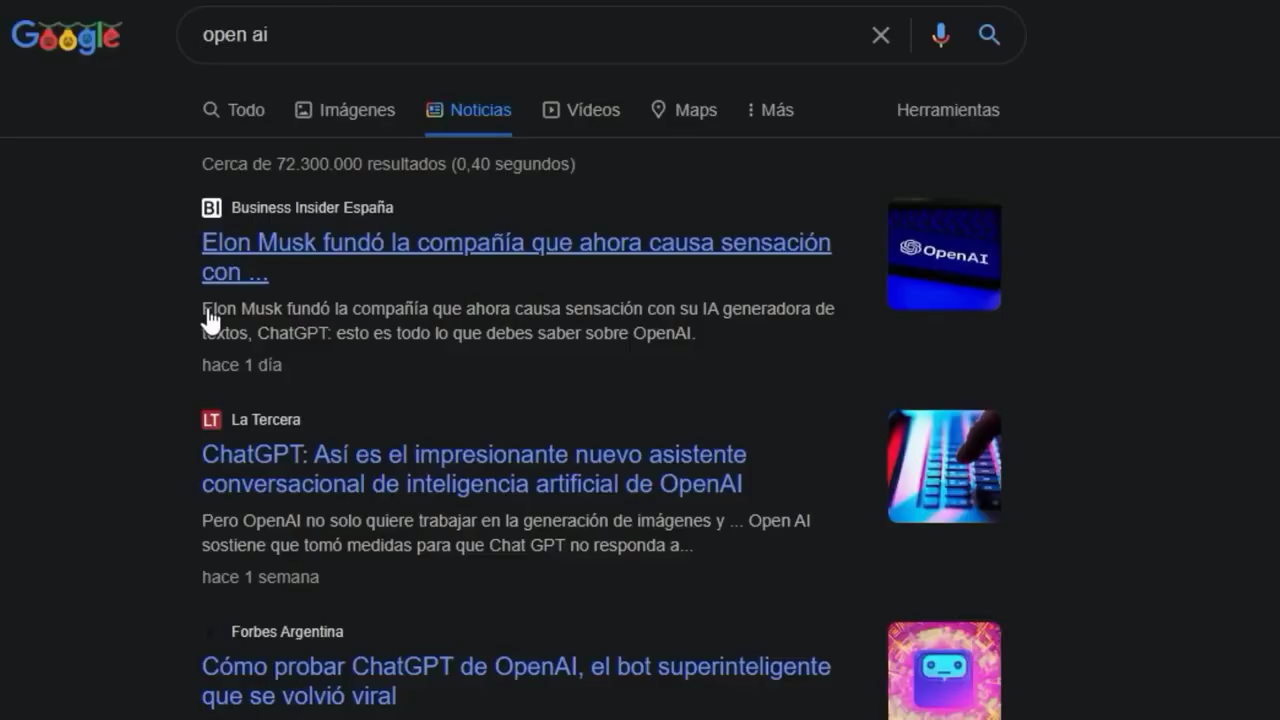 Google
open ai
Todo
Imágenes
Noticias
Vídeos
Maps
Más
Herramientas
Cerca de 72.300.000 resultados (0,40 segundos)
BI Business Insider España
Elon Musk fundó la compañía que ahora causa sensación
con ...
Elon Musk fundó la compañía que ahora causa sensación con su IA generadora de
textos, ChatGPT: esto es todo lo que debes saber sobre OpenAI.
hace 1 día
OpenAI
LT La Tercera
ChatGPT: Así es el impresionante nuevo asistente
conversacional de inteligencia artificial de OpenAI
Pero OpenAI no solo quiere trabajar en la generación de imágenes y ... Open AI
sostiene que tomó medidas para que Chat GPT no responda a...
hace 1 semana
Forbes Argentina
Cómo probar ChatGPT de OpenAI, el bot superinteligente
que se volvió viral